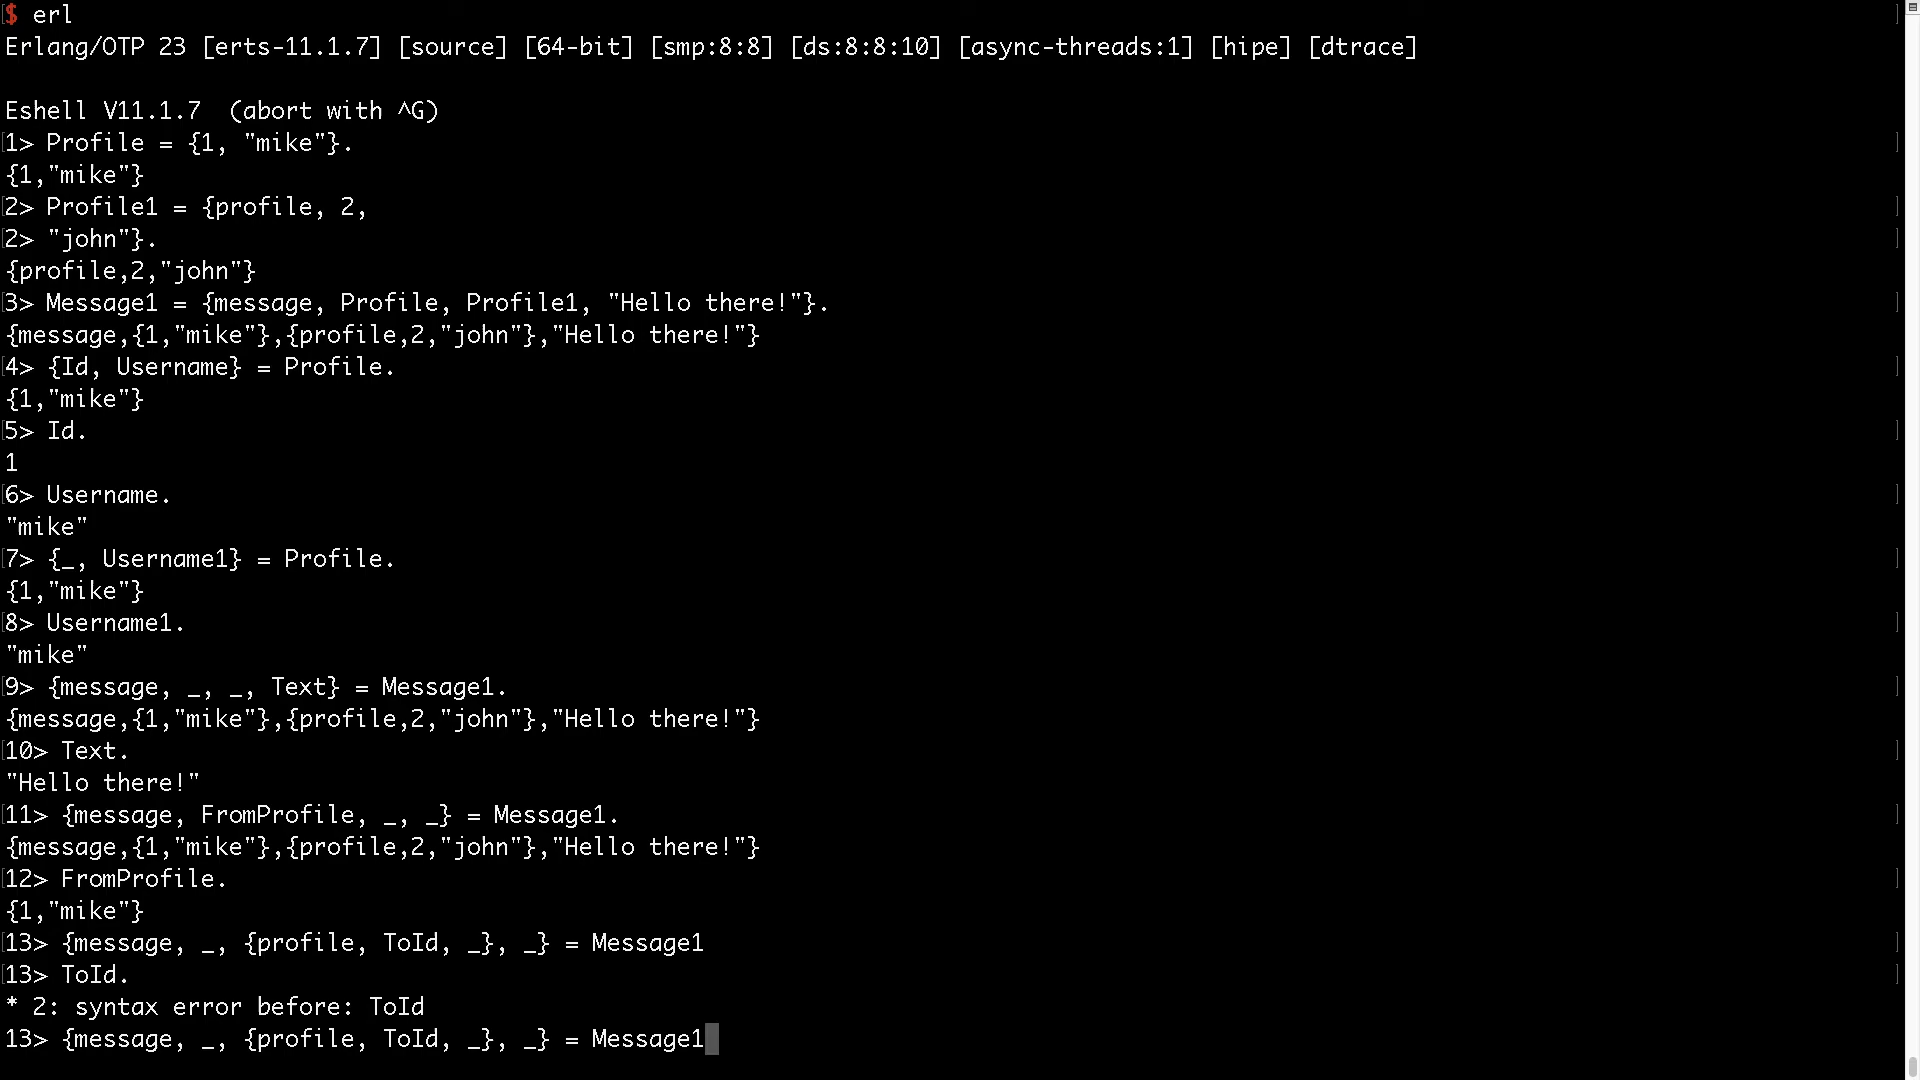 $ erl
Erlang/OTP 23 [erts-11.1.7] [source] [64-bit] [smp:8:8] [ds:8:8:10] [async-threads:1] [hipe] [dtrace]
Eshell V11.1.7  (abort with ^G)
1> Profile = {1, "mike"}.
{1,"mike"}
2> Profile1 = {profile, 2,
2> "john"}.
{profile,2,"john"}
3> Message1 = {message, Profile, Profile1, "Hello there!"}.
{message,{1,"mike"},{profile,2,"john"},"Hello there!"}
4> {Id, Username} = Profile.
{1,"mike"}
5> Id.
1
6> Username.
"mike"
7> {_, Username1} = Profile.
{1,"mike"}
8> Username1.
"mike"
9> {message, _, _, Text} = Message1.
{message,{1,"mike"},{profile,2,"john"},"Hello there!"}
10> Text.
"Hello there!"
11> {message, FromProfile, _, _} = Message1.
{message,{1,"mike"},{profile,2,"john"},"Hello there!"}
12> FromProfile.
{1,"mike"}
13> {message, _, {profile, ToId, _}, _} = Message1
13> ToId.
* 2: syntax error before: ToId
13> {message, _, {profile, ToId, _}, _} = Message1